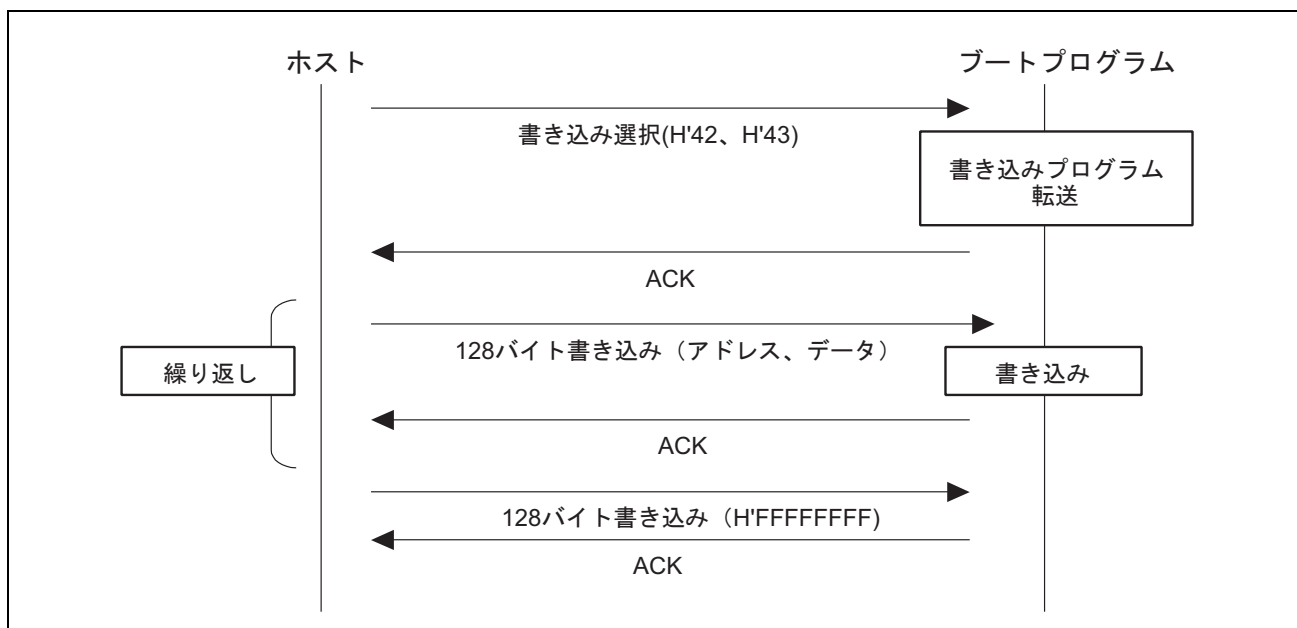 ホスト
ブートプログラム
書き込み選択(H'42、H'43)
書き込みプログラム
転送
ACK
128バイト書き込み（アドレス、データ）
繰り返し
書き込み
ACK
128バイト書き込み（H'FFFFFFFF)
ACK